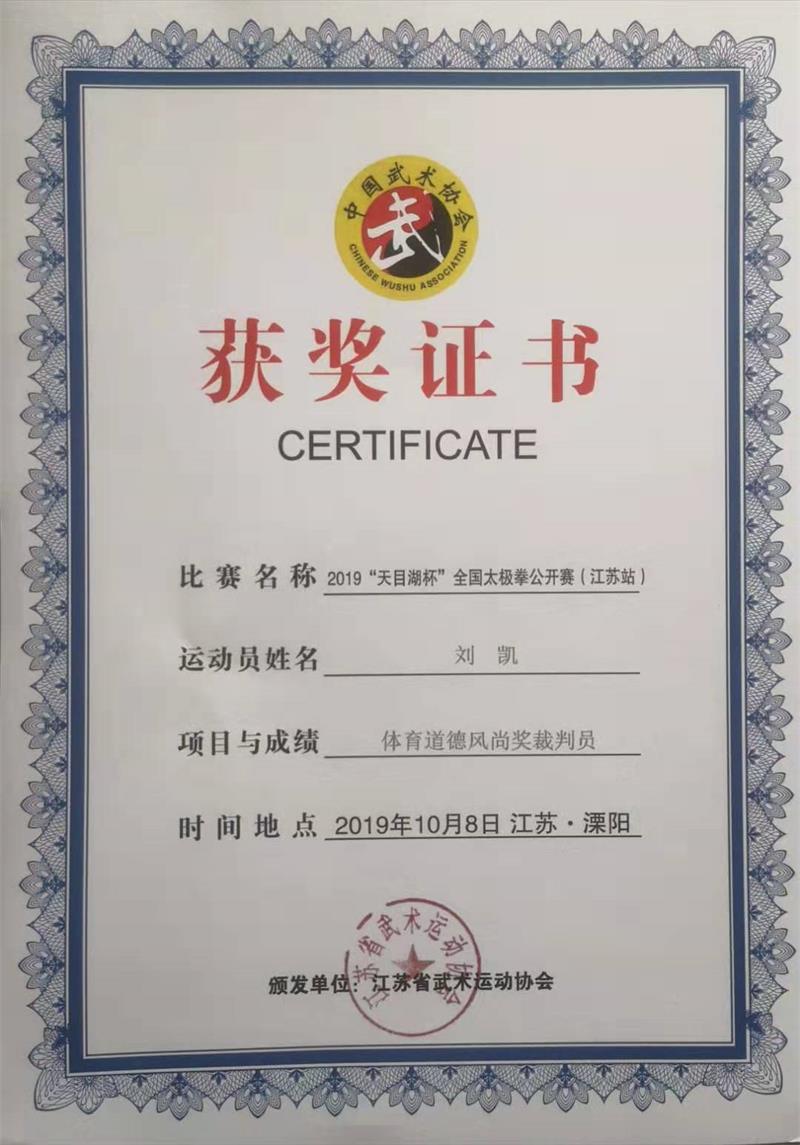 中国武术协会
武
CHINESE WUSHU ASSOCIATION
获奖证书
CERTIFICATE
比赛名称 2019“天目湖杯”全国太极拳公开赛（江苏站）
运动员姓名 刘 凯
项目与成绩 体育道德风尚奖裁判员
时间地点 2019年10月8日 江苏·溧阳
江苏省武术运动协会
颁发单位：江苏省武术运动协会